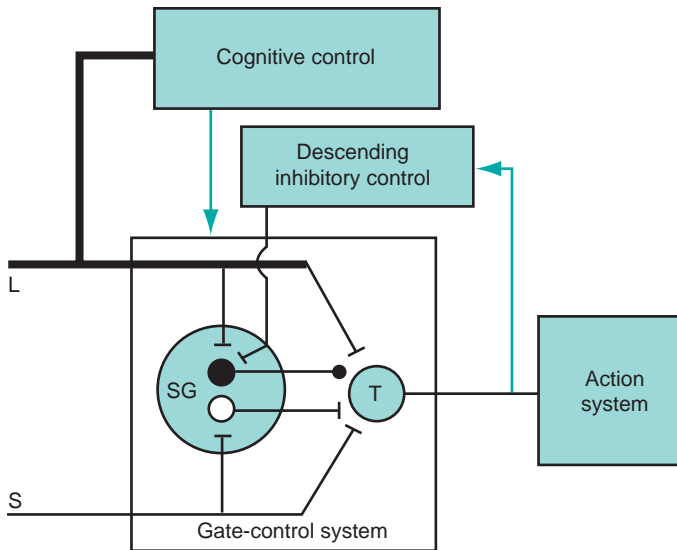 Cognitive control
Descending
inhibitory control
L
SG
T
Action
system
S
Gate-control system